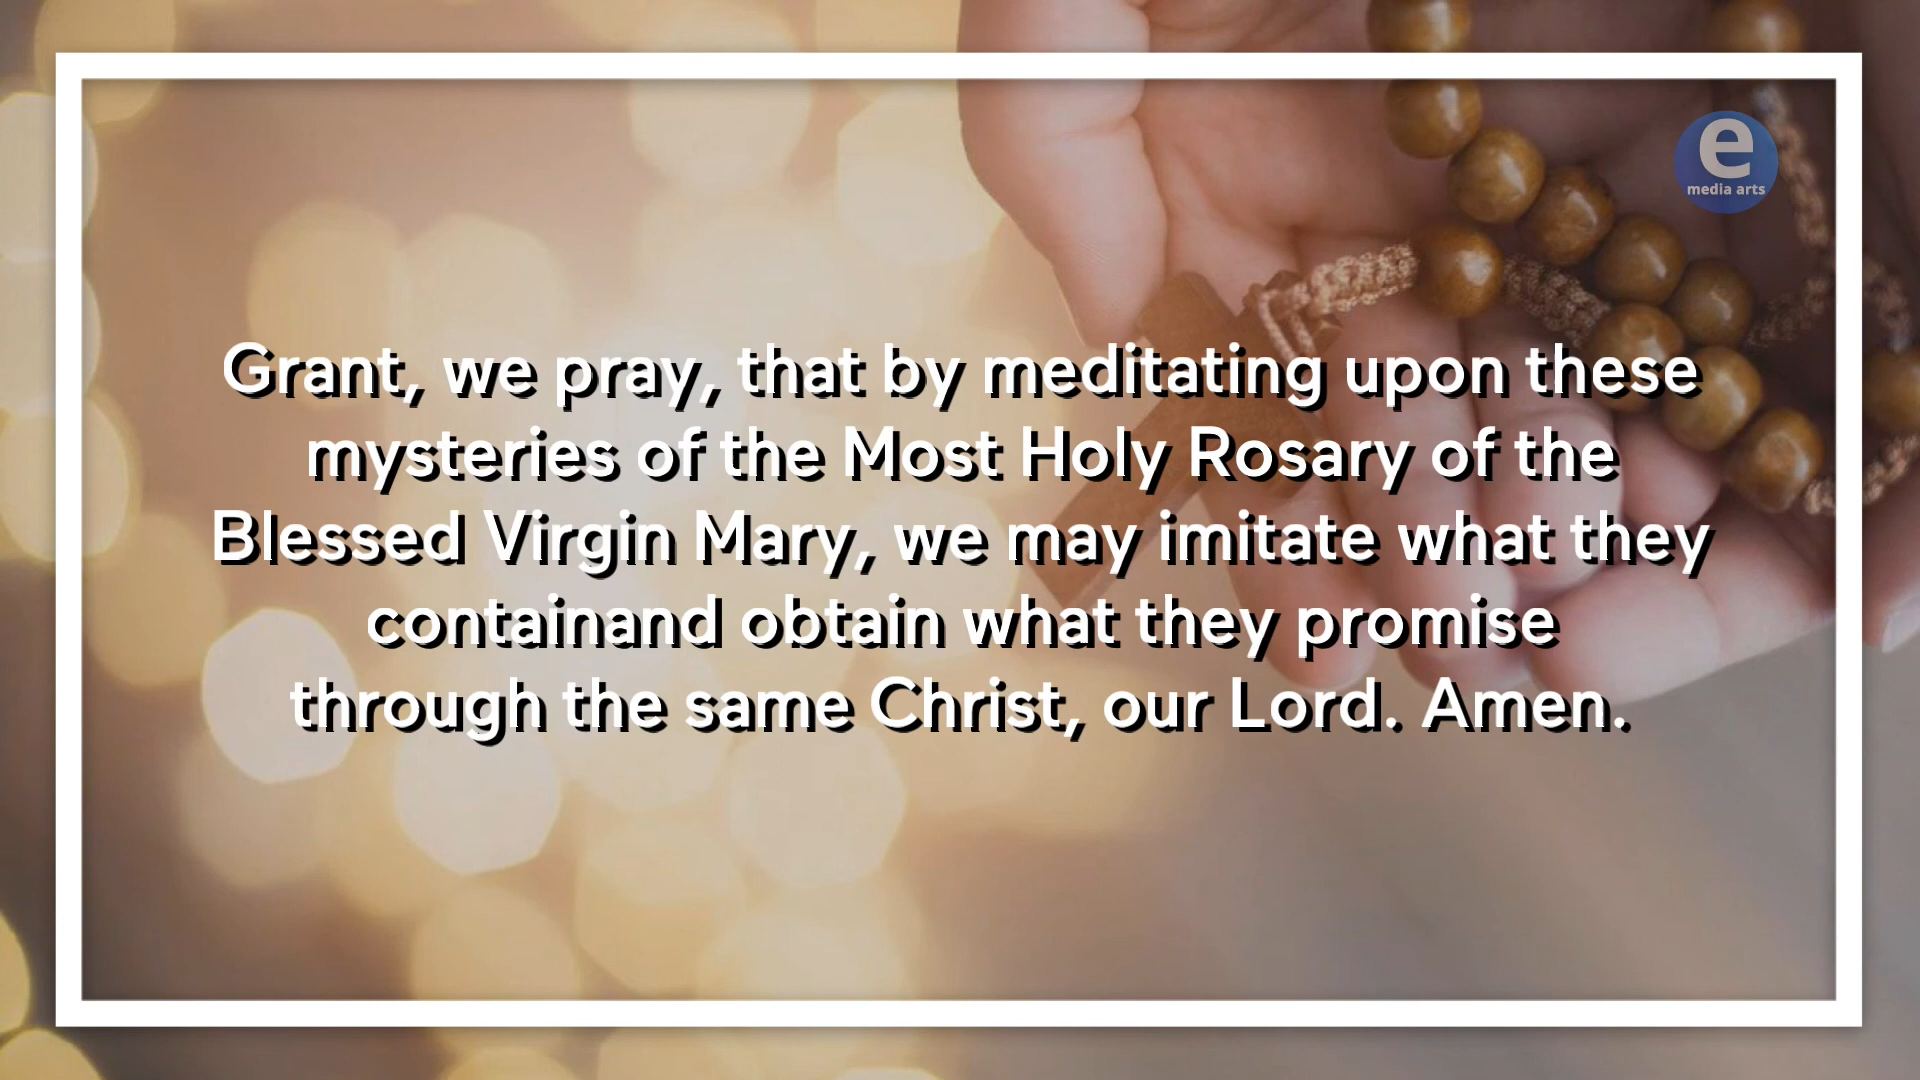 e
media arts
Grant, we pray, that by meditating upon these
mysteries of the Most Holy Rosary of the
Blessed Virgin Mary, we may imitate what they
containand obtain what they promise
through the same Christ, our Lord. Amen.